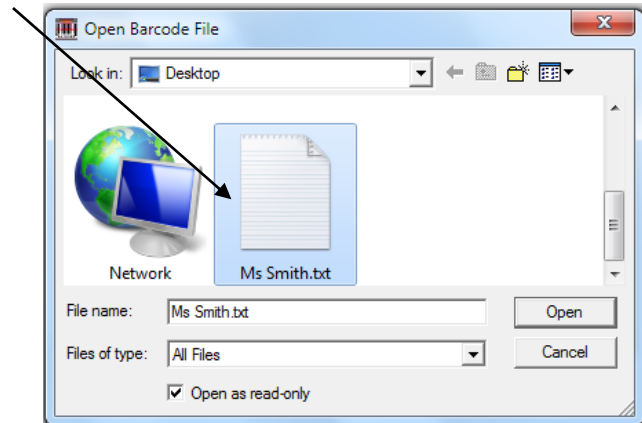 Open Barcode File
Look in: Desktop
Network Ms Smith.txt
File name: Ms Smith.txt Open
Files of type: All Files Cancel
Open as read-only